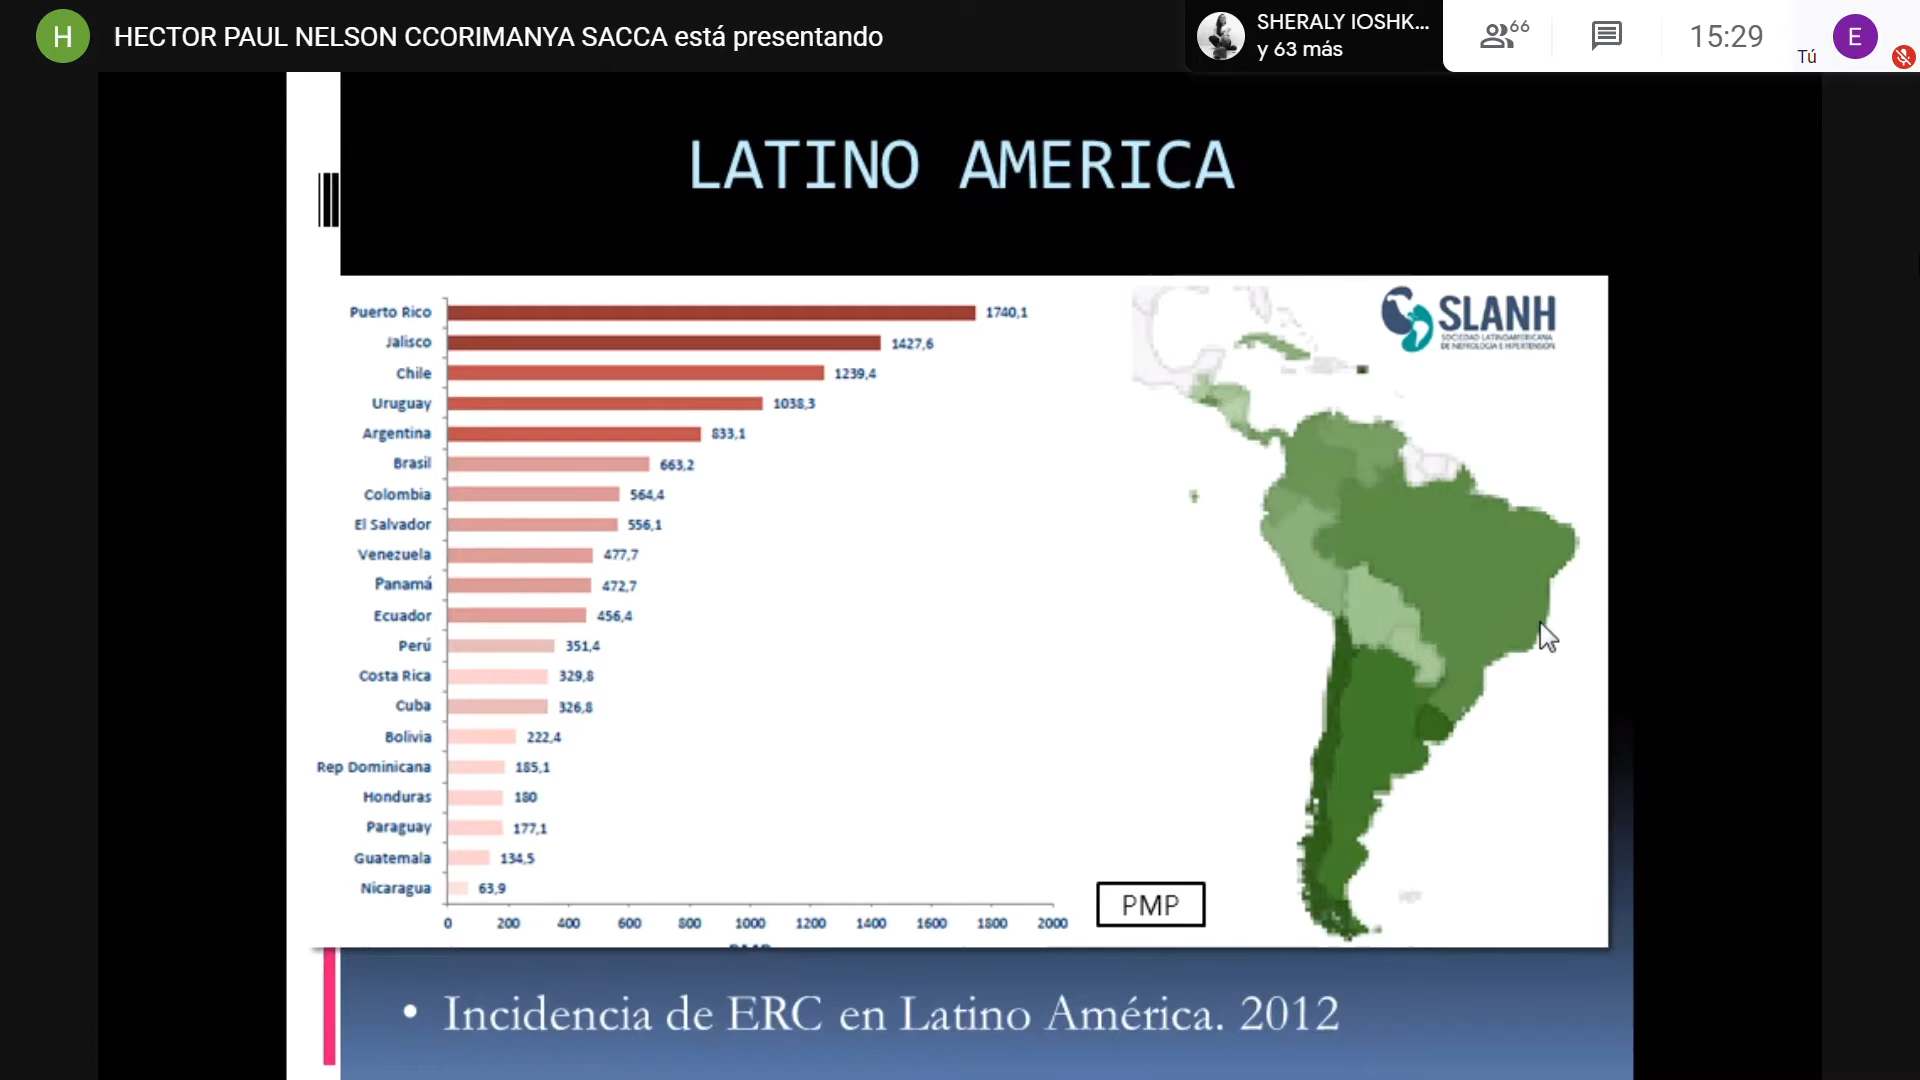 H
HECTOR PAUL NELSON CCORIMANYA SACCA está presentando
SHERALY IOSHK...
y 63 más
66
15:29
Tú
E
LATINO AMERICA
Puerto Rico 1740,1
Jalisco 1427,6
Chile 1239,4
Uruguay 1038,3
Argentina 833,1
Brasil 663,2
Colombia 564,4
El Salvador 556,1
Venezuela 477,7
Panamá 472,7
Ecuador 456,4
Perú 351,4
Costa Rica 329,8
Cuba 326,8
Bolivia 222,4
Rep Dominicana 185,1
Honduras 180
Paraguay 177,1
Guatemala 134,5
Nicaragua 63,9
0 200 400 600 800 1000 1200 1400 1600 1800 2000
SLANH
SOCIEDAD LATINOAMERICANA
DE NEFROLOGÍA E HIPERTENSIÓN
PMP
• Incidencia de ERC en Latino América. 2012